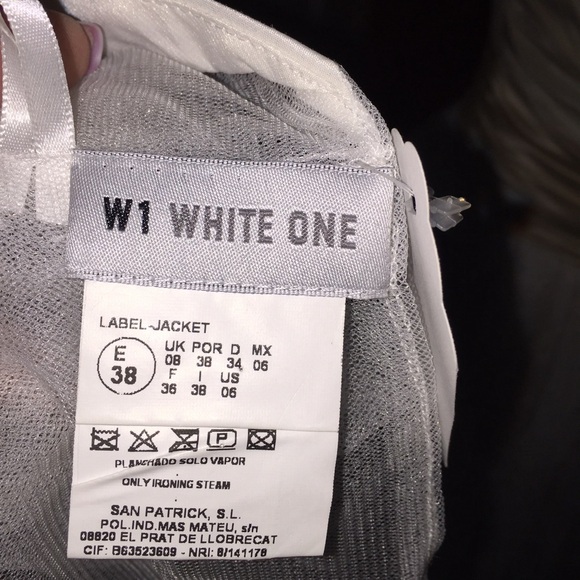 W1 WHITE ONE
LABEL-JACKET
E 38
UK POR D MX
08 38 34 06
F I US
36 38 06
P
PLANCHADO SOLO VAPOR
ONLY IRONING STEAM
SAN PATRICK, S.L.
POL.IND.MAS MATEU, s/n
08820 EL PRAT DE LLOBRECAT
CIF: B63523609 - NRI: 8/141178